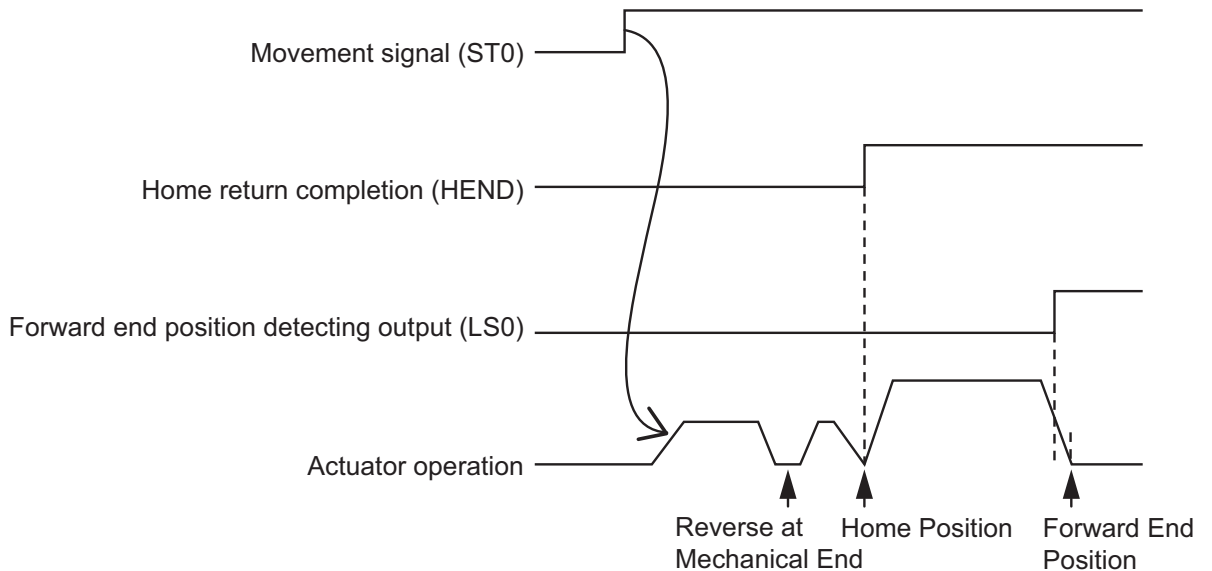 Movement signal (ST0)
Home return completion (HEND)
Forward end position detecting output (LS0)
Actuator operation
Reverse at
Mechanical End
Home Position
Forward End
Position